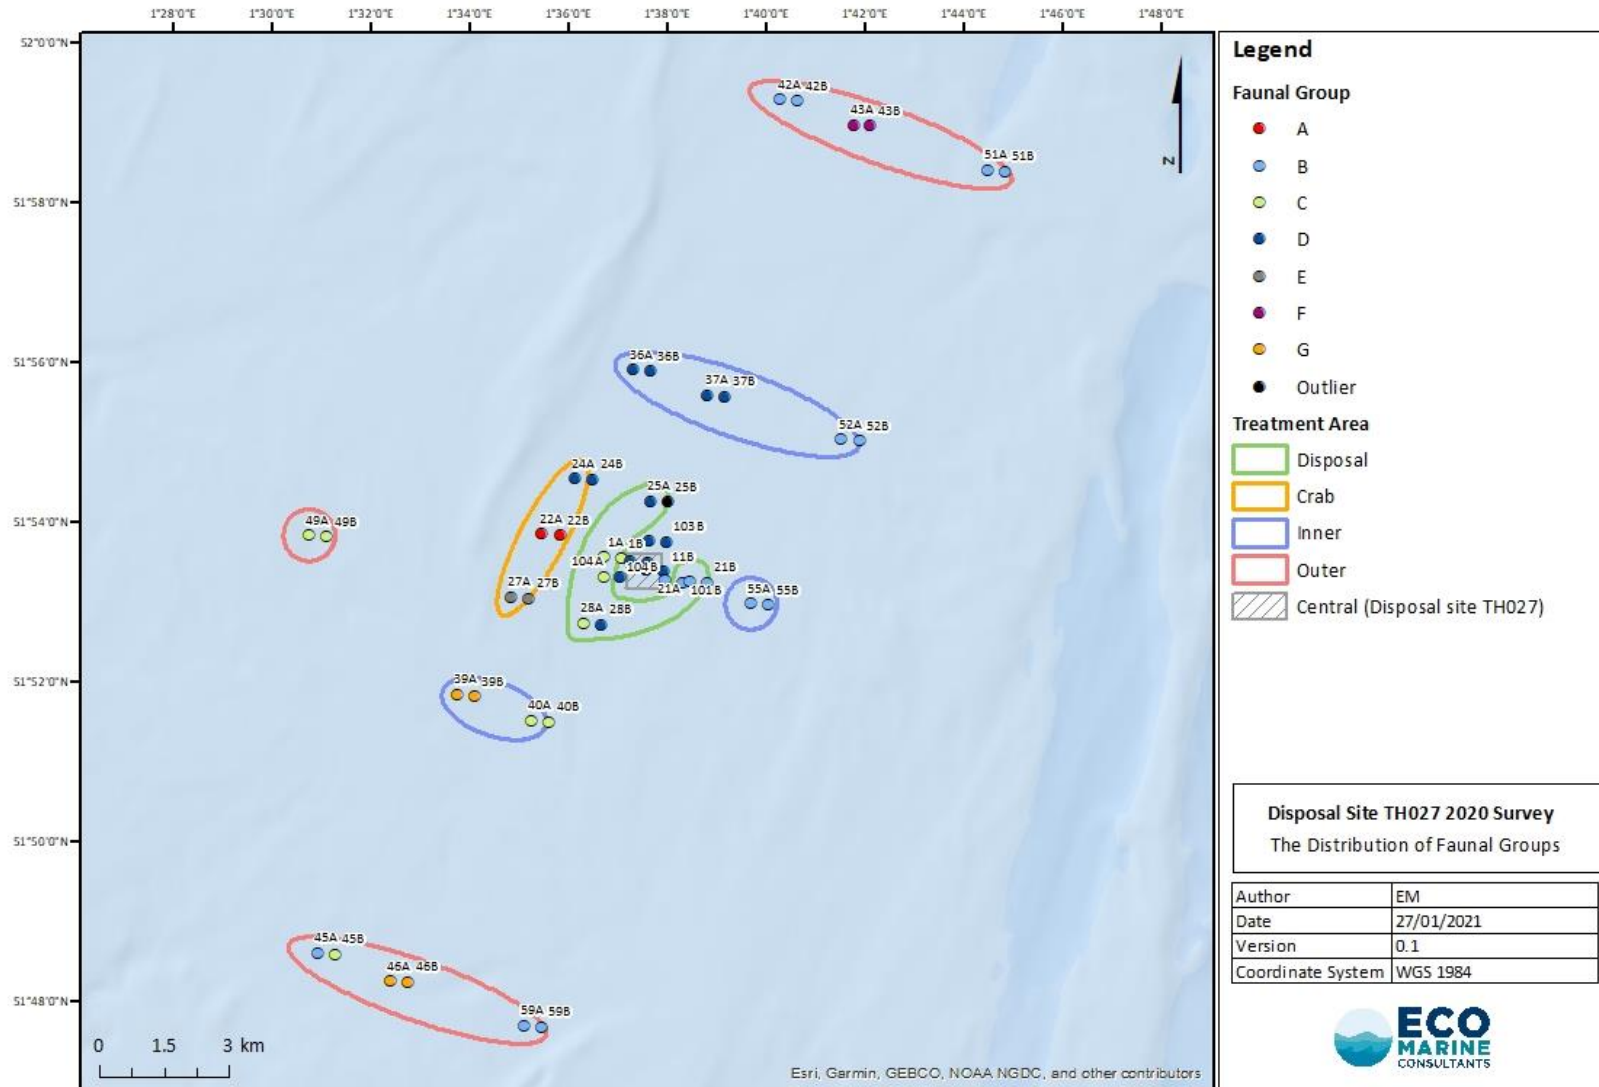 1°28'0"E 1°30'0"E 1°32'0"E 1°34'0"E 1°36'0"E 1°38'0"E 1°40'0"E 1°42'0"E 1°44'0"E 1°46'0"E 1°48'0"E
52°0'0"N
51°58'0"N
51°56'0"N
51°54'0"N
51°52'0"N
51°50'0"N
51°48'0"N
42A 42B
43A 43B
51A 51B
36A 36B
37A 37B
52A 52B
24A 24B
25A 25B
22A 22B
49A 49B
103B
1A 1B
11B
104A
104B
21B
21A
101B
27A 27B
55A 55B
28A 28B
39A 39B
40A 40B
45A 45B
46A 46B
59A 59B
0 1.5 3 km
Esri, Garmin, GEBCO, NOAA NGDC, and other contributors
N
Legend
Faunal Group
A
B
C
D
E
F
G
Outlier
Treatment Area
Disposal
Crab
Inner
Outer
Central (Disposal site TH027)
Disposal Site TH027 2020 Survey
The Distribution of Faunal Groups
Author EM
Date 27/01/2021
Version 0.1
Coordinate System WGS 1984
ECO
MARINE
CONSULTANTS